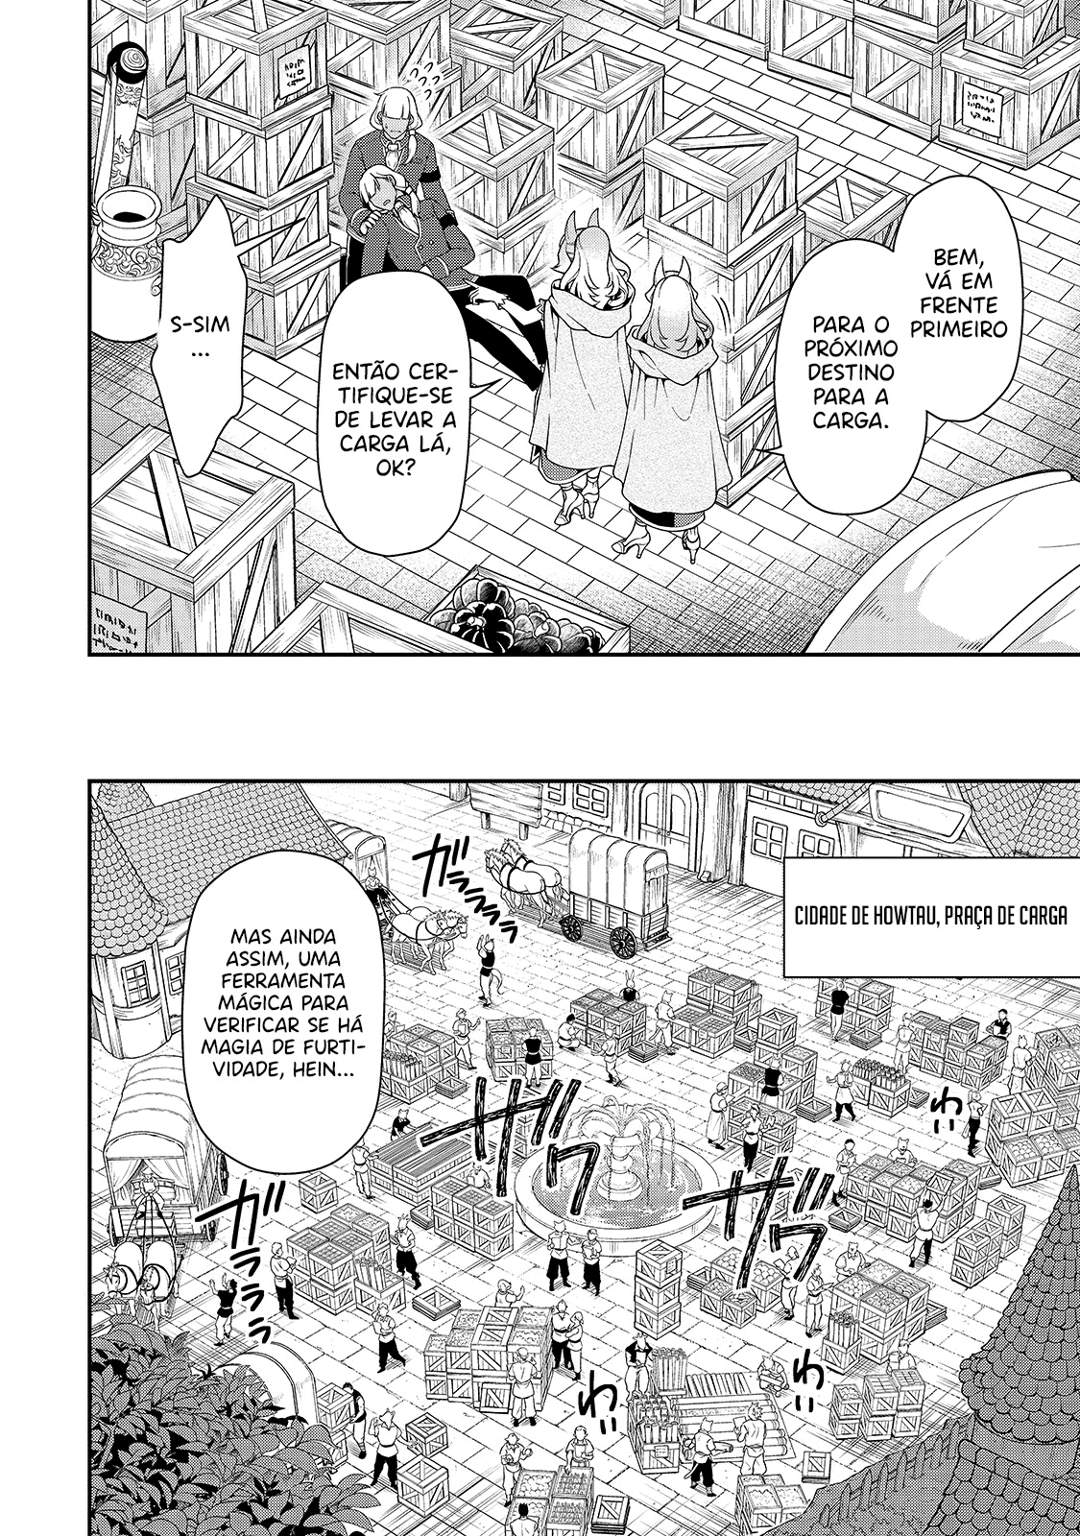 BEM,
VÁ EM
FRENTE
PRIMEIRO
PARA O
PRÓXIMO
DESTINO
PARA A
CARGA.
ENTÃO CER-
TIFIQUE-SE
DE LEVAR A
CARGA LÁ,
OK?
S-SIM
...
CIDADE DE HOWTAU, PRAÇA DE CARGA
MAS AINDA
ASSIM, UMA
FERRAMENTA
MÁGICA PARA
VERIFICAR SE HÁ
MAGIA DE FURTI-
VIDADE, HEIN...
ガラララ
わい
ザワ
ザワ
ガラララ
わい
わい